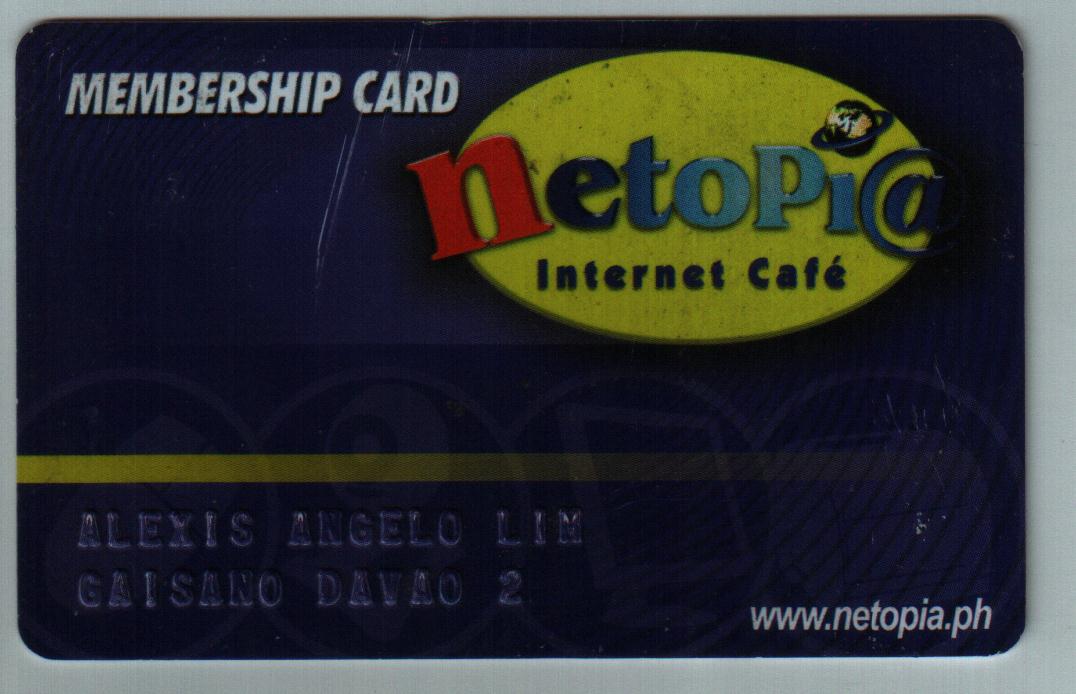 MEMBERSHIP CARD
netopi@
Internet Café
ALEXIS ANGELO LIM
GAISANO DAVAO 2
www.netopia.ph